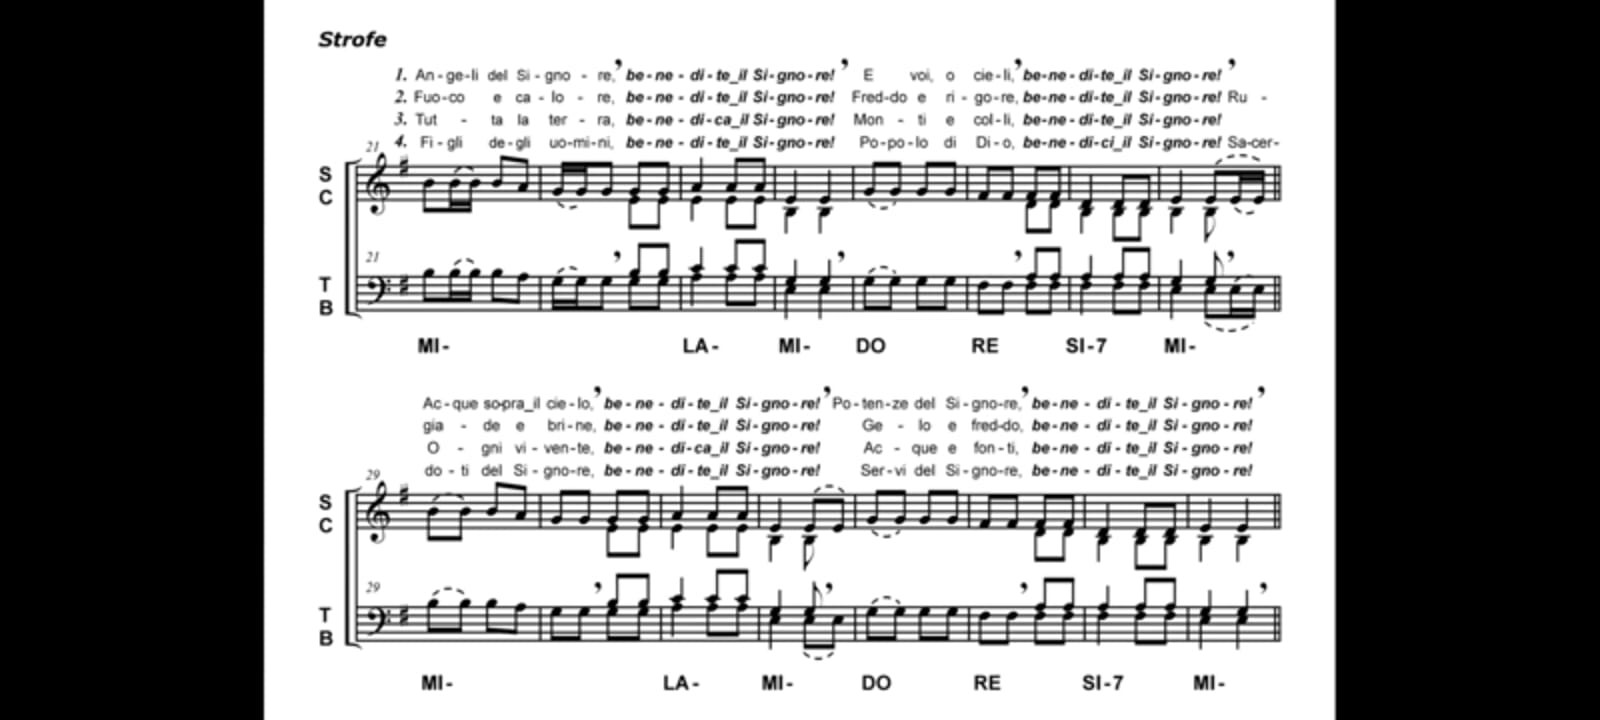 Strofe
1. An-ge-li del Si-gno - re, be-ne - di-te_il Si-gno-re! E voi, o cie-li, be-ne - di-te_il Si-gno-re!
2. Fuo-co e ca - lo - re, be-ne - di-te_il Si-gno-re! Fred-do e ri - go-re, be-ne - di-te_il Si-gno-re! Ru -
3. Tut - ta la ter - ra, be-ne - di-ca_il Si-gno-re! Mon - ti e col-li, be-ne - di-te_il Si-gno-re!
4. Fi-gli de-gli uo-mi-ni, be-ne - di-te_il Si-gno-re! Po-po-lo di Di-o, be-ne-di-ci_il Si-gno-re! Sa-cer-
21
S
C
21
T
B
MI- LA- MI- DO RE SI-7 MI-
Ac-que so-pra_il cie-lo, be-ne - di-te_il Si-gno-re! Po-ten-ze del Si-gno-re, be-ne - di-te_il Si-gno-re!
gia - de e bri-ne, be-ne - di-te_il Si-gno-re! Ge - lo e fred-do, be-ne - di-te_il Si-gno-re!
O - gni vi-ven-te, be-ne - di-ca_il Si-gno-re! Ac - que e fon-ti, be-ne - di-te_il Si-gno-re!
do-ti del Si-gno-re, be-ne - di-te_il Si-gno-re! Ser-vi del Si-gno-re, be-ne - di-te_il Si-gno-re!
29
S
C
29
T
B
MI- LA- MI- DO RE SI-7 MI-